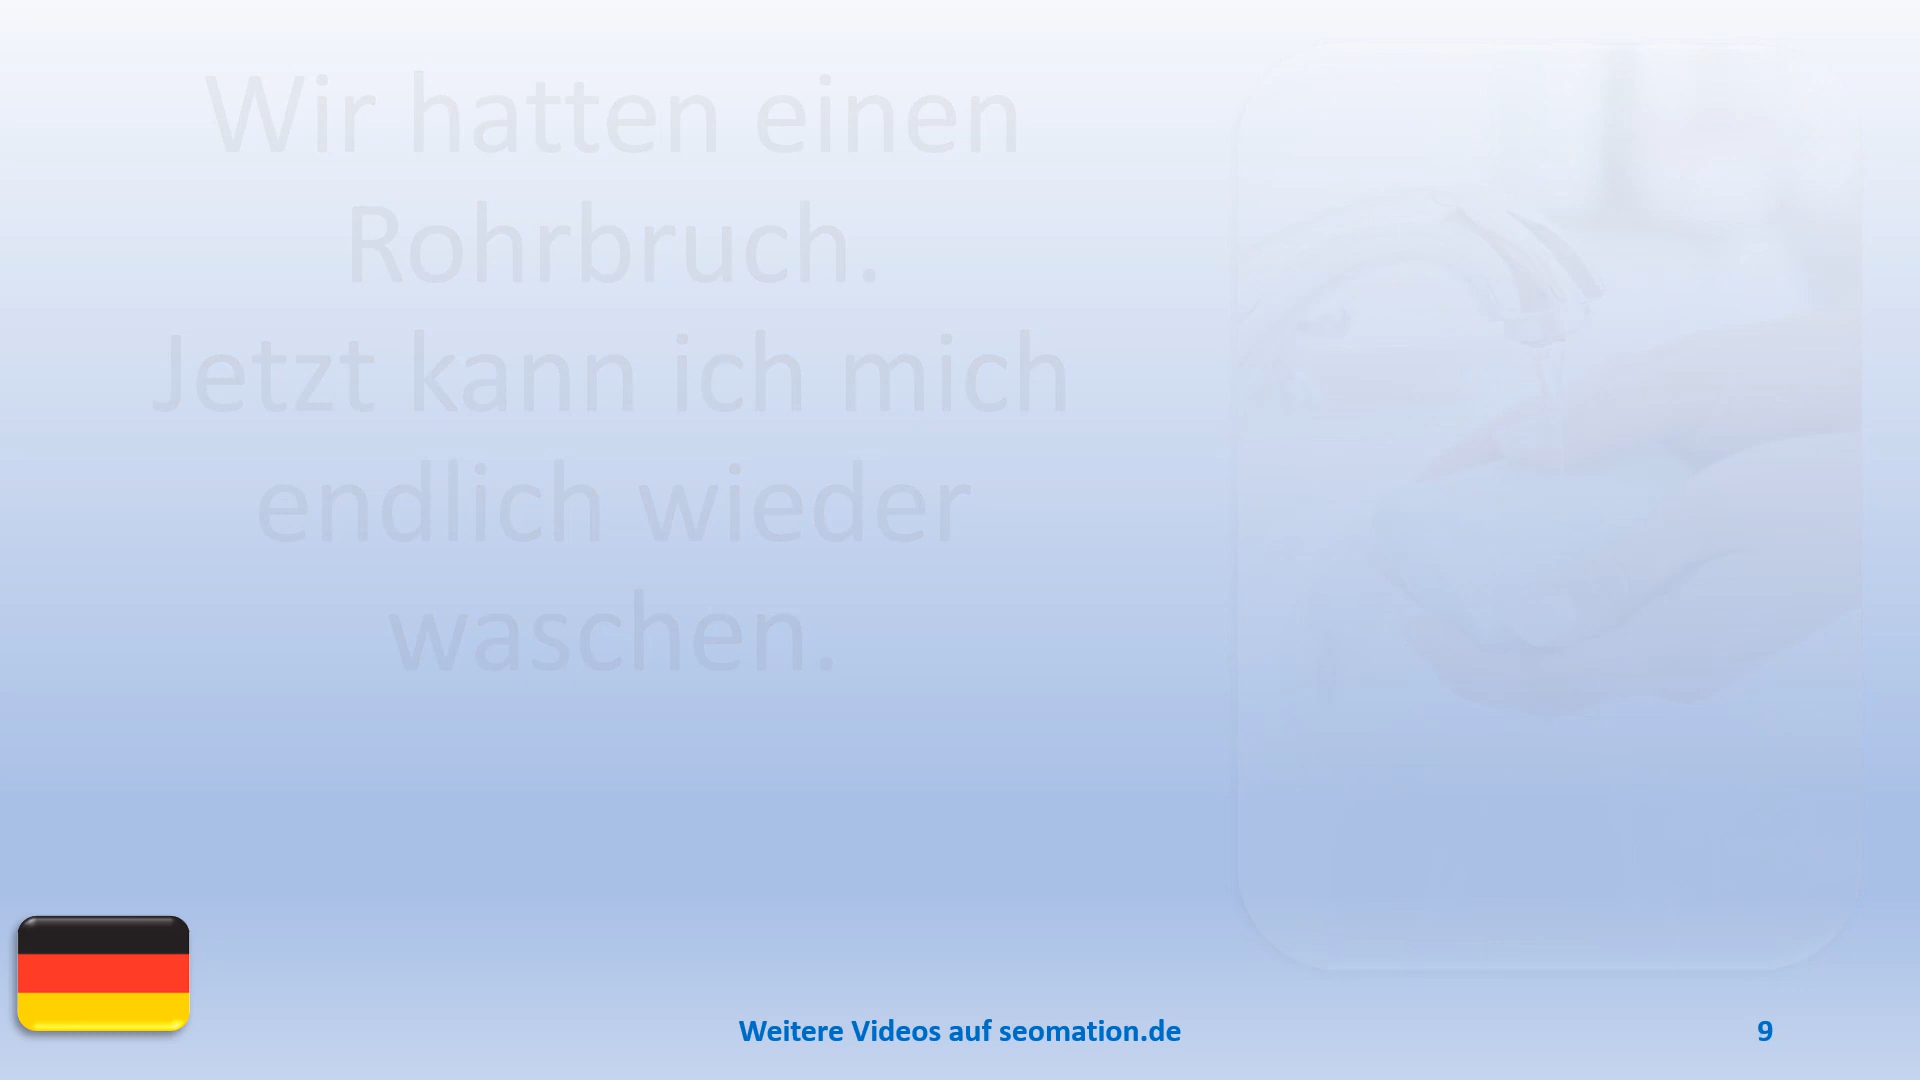 Wir hatten einen
Rohrbruch.
Jetzt kann ich mich
endlich wieder
waschen.
Weitere Videos auf seomation.de
9